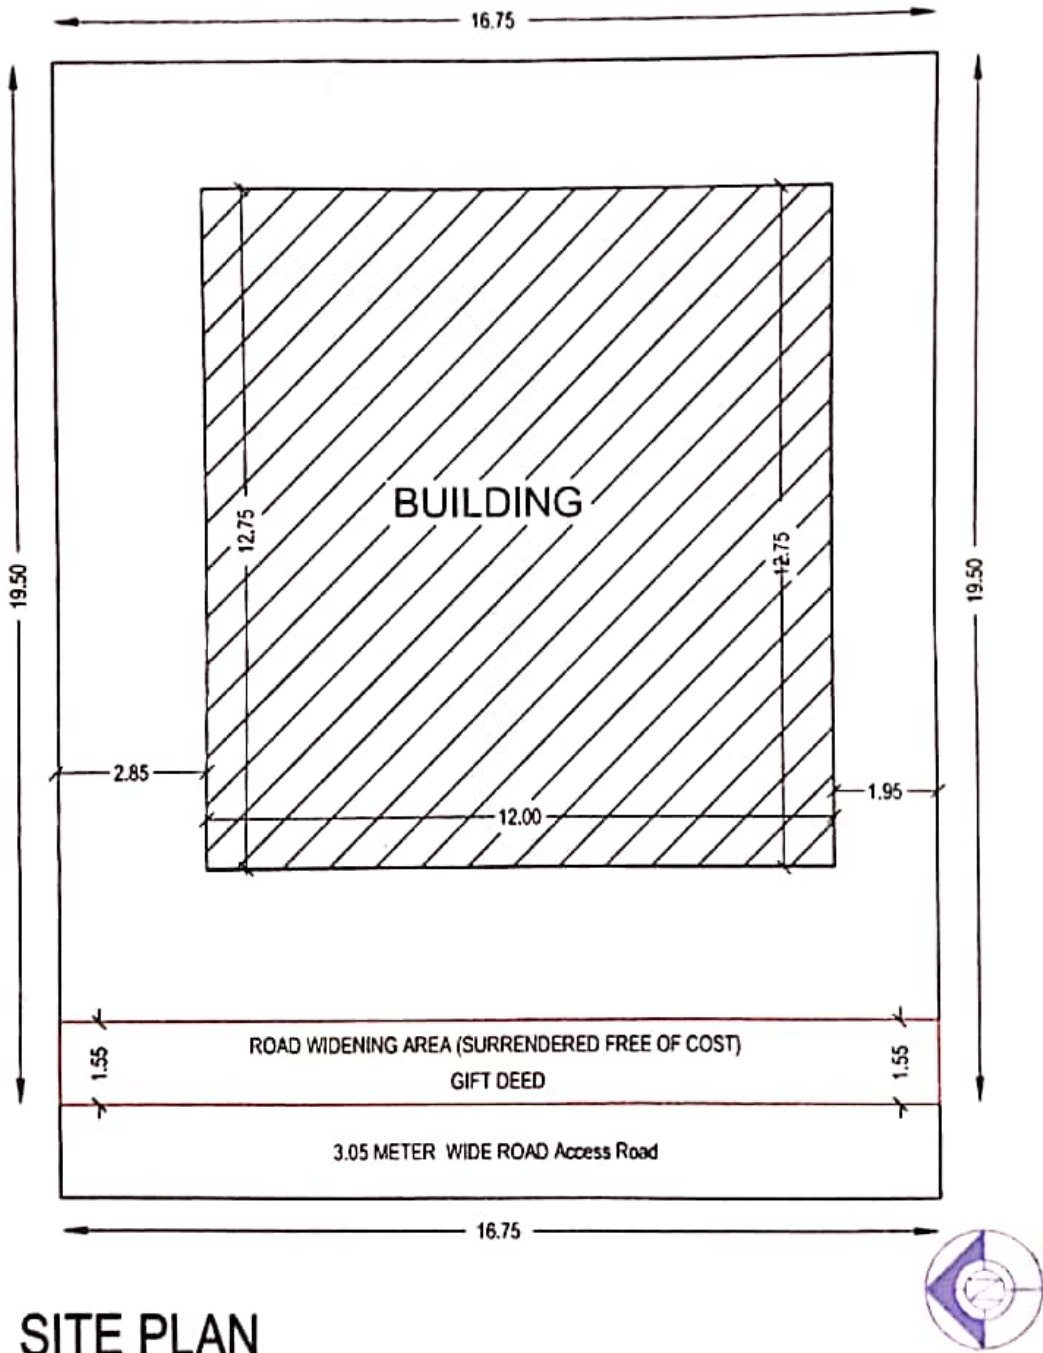 16.75
BUILDING
12.75
12.75
19.50
19.50
2.85
1.95
12.00
ROAD WIDENING AREA (SURRENDERED FREE OF COST)
1.55
1.55
GIFT DEED
3.05 METER WIDE ROAD Access Road
16.75
N
SITE PLAN